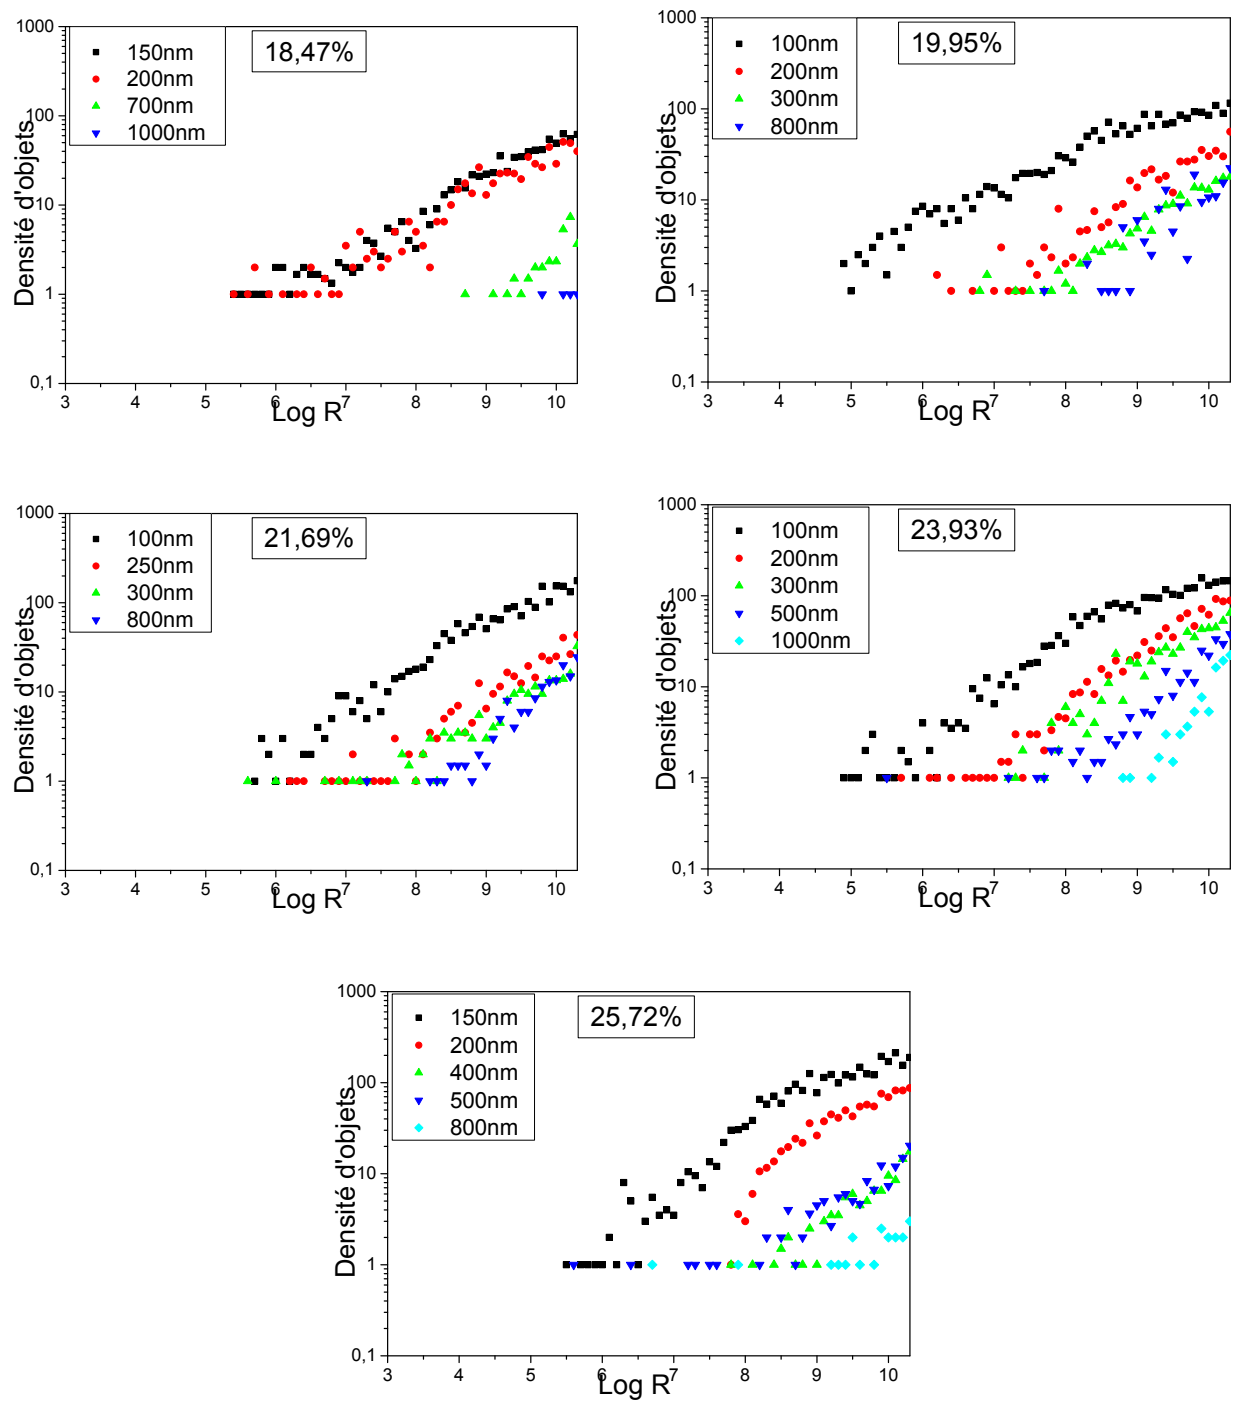 1000
100
10
1
0,1
Densité d'objets
150nm
200nm
700nm
1000nm
18,47%
3 4 5 6 7 8 9 10
Log R
1000
100
10
1
0,1
Densité d'objets
100nm
200nm
300nm
800nm
19,95%
3 4 5 6 7 8 9 10
Log R
1000
100
10
1
0,1
Densité d'objets
100nm
250nm
300nm
800nm
21,69%
3 4 5 6 7 8 9 10
Log R
1000
100
10
1
0,1
Densité d'objets
100nm
200nm
300nm
500nm
1000nm
23,93%
3 4 5 6 7 8 9 10
Log R
1000
100
10
1
0,1
Densité d'objets
150nm
200nm
400nm
500nm
800nm
25,72%
3 4 5 6 7 8 9 10
Log R